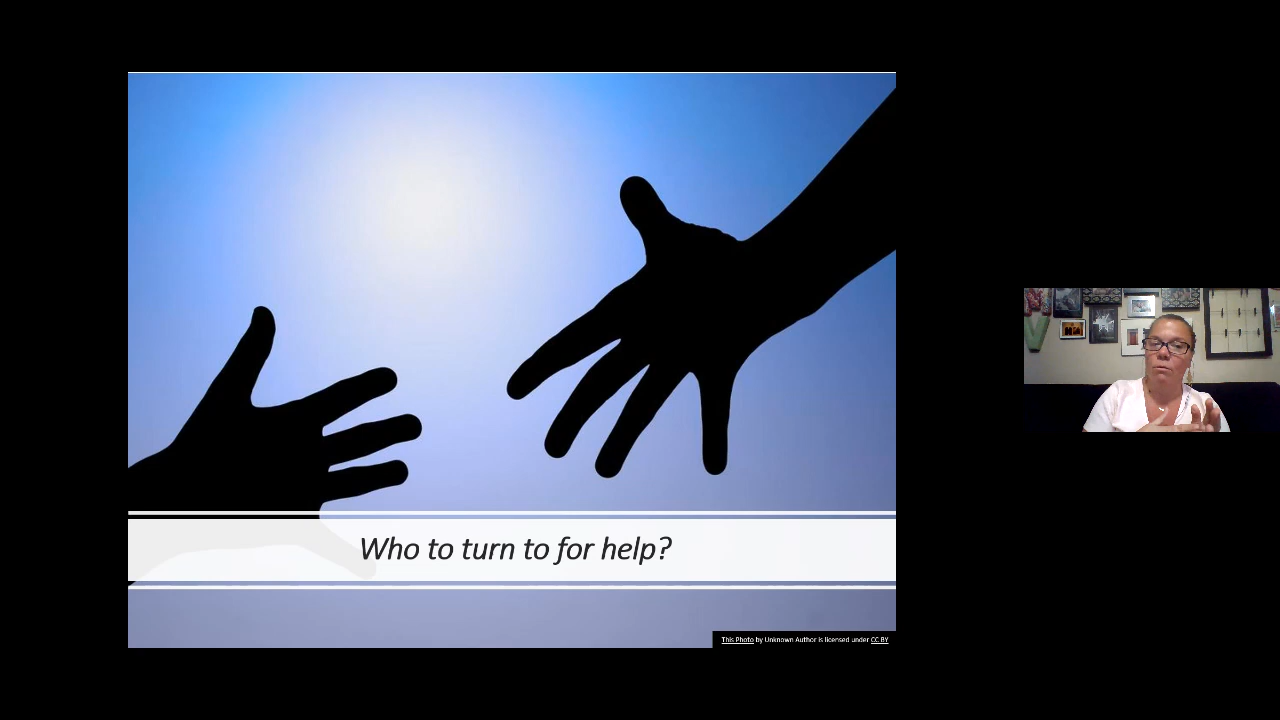 Who to turn to for help?
This Photo by Unknown Author is licensed under CC BY